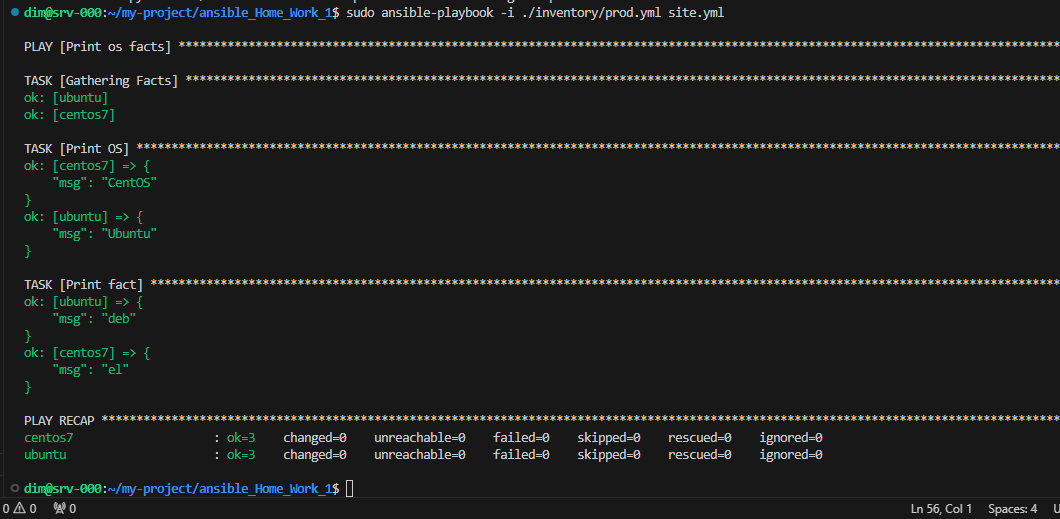 dim@srv-000:~/my-project/ansible_Home_Work_1$ sudo ansible-playbook -i ./inventory/prod.yml site.yml
PLAY [Print os facts] ******************************************************************************************************************************
TASK [Gathering Facts] *****************************************************************************************************************************
ok: [ubuntu]
ok: [centos7]
TASK [Print OS] ************************************************************************************************************************************
ok: [centos7] => {
    "msg": "CentOS"
}
ok: [ubuntu] => {
    "msg": "Ubuntu"
}
TASK [Print fact] **********************************************************************************************************************************
ok: [ubuntu] => {
    "msg": "deb"
}
ok: [centos7] => {
    "msg": "el"
}
PLAY RECAP *****************************************************************************************************************************************
centos7                    : ok=3    changed=0    unreachable=0    failed=0    skipped=0    rescued=0    ignored=0
ubuntu                     : ok=3    changed=0    unreachable=0    failed=0    skipped=0    rescued=0    ignored=0
dim@srv-000:~/my-project/ansible_Home_Work_1$
0 0 0 Ln 56, Col 1 Spaces: 4